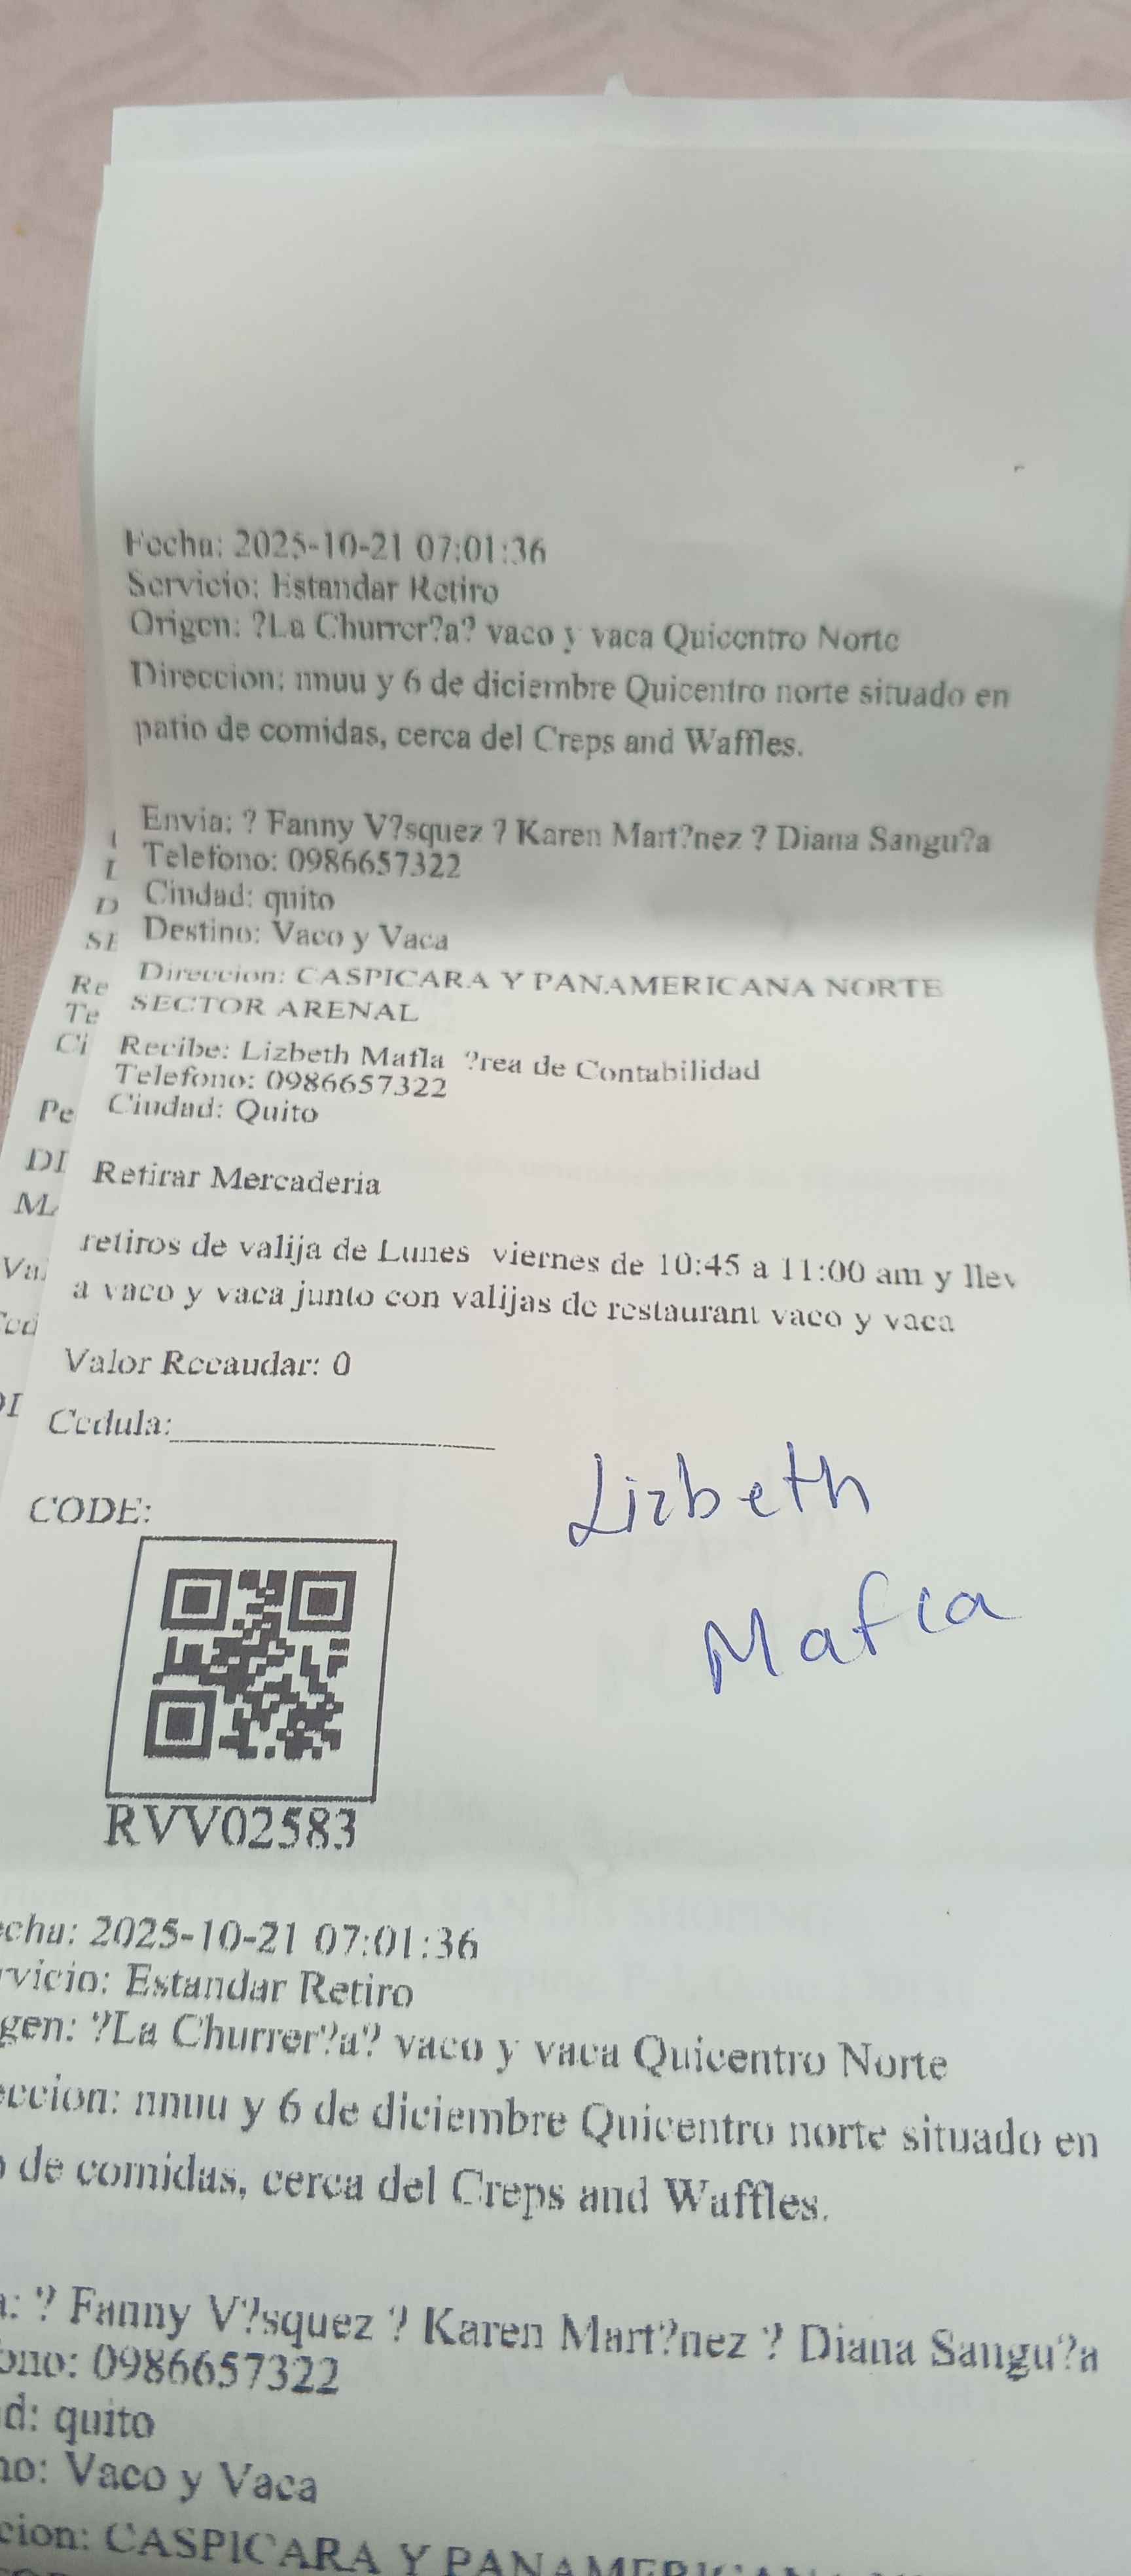 Fecha: 2025-10-21 07:01:36
Servicio: Estandar Retiro
Origen: ?La Churrer?a? vaco y vaca Quicentro Norte
Direccion: nnuu y 6 de diciembre Quicentro norte situado en
patio de comidas, cerca del Creps and Waffles.
Envia: ? Fanny V?squez ? Karen Mart?nez ? Diana Sangu?a
Telefono: 0986657322
Ciudad: quito
Destino: Vaco y Vaca
Direccion: CASPICARA Y PANAMERICANA NORTE
SECTOR ARENAL
Recibe: Lizbeth Mafla ?rea de Contabilidad
Telefono: 0986657322
Ciudad: Quito
Retirar Mercaderia
retiros de valija de Lunes viernes de 10:45 a 11:00 am y llev
a vaco y vaca junto con valijas de restaurant vaco y vaca
Valor Recaudar: 0
Cedula:
CODE:
Lizbeth
Mafla
RVV02583
echa: 2025-10-21 07:01:36
rvicio: Estandar Retiro
gen: ?La Churrer?a? vaco y vaca Quicentro Norte
eccion: nnuu y 6 de diciembre Quicentro norte situado en
o de comidas, cerca del Creps and Waffles.
a: ? Fanny V?squez ? Karen Mart?nez ? Diana Sangu?a
ono: 0986657322
d: quito
no: Vaco y Vaca
cion: CASPICARA Y